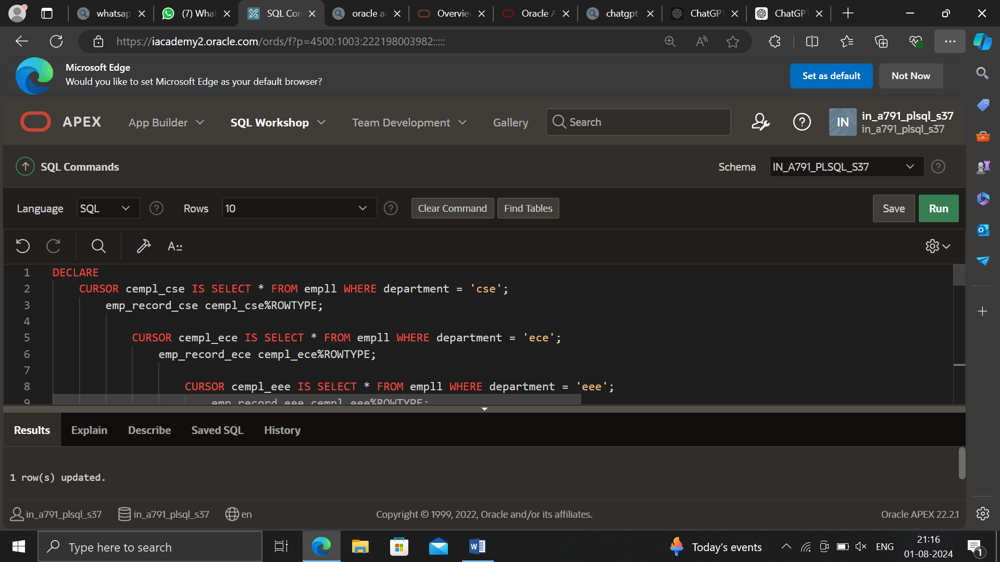 whatsap
(7) What
SQL Con
oracle ac
Overview
Oracle A
chatgpt
ChatGPT
ChatGPT
https://iacademy2.oracle.com/ords/f?p=4500:1003:222198003982:::::
Microsoft Edge
Would you like to set Microsoft Edge as your default browser?
Set as default
Not Now
APEX
App Builder
SQL Workshop
Team Development
Gallery
Search
IN
in_a791_plsql_s37
in_a791_plsql_s37
SQL Commands
Schema
IN_A791_PLSQL_S37
Language
SQL
Rows
10
Clear Command
Find Tables
Save
Run
1 DECLARE
2 CURSOR cempl_cse IS SELECT * FROM empll WHERE department = 'cse';
3 emp_record_cse cempl_cse%ROWTYPE;
4
5 CURSOR cempl_ece IS SELECT * FROM empll WHERE department = 'ece';
6 emp_record_ece cempl_ece%ROWTYPE;
7
8 CURSOR cempl_eee IS SELECT * FROM empll WHERE department = 'eee';
9 emp_record_eee cempl_eee%ROWTYPE;
Results
Explain
Describe
Saved SQL
History
1 row(s) updated.
in_a791_plsql_s37
in_a791_plsql_s37
en
Copyright © 1999, 2022, Oracle and/or its affiliates.
Oracle APEX 22.2.1
Type here to search
Today's events
ENG
21:16
01-08-2024
1